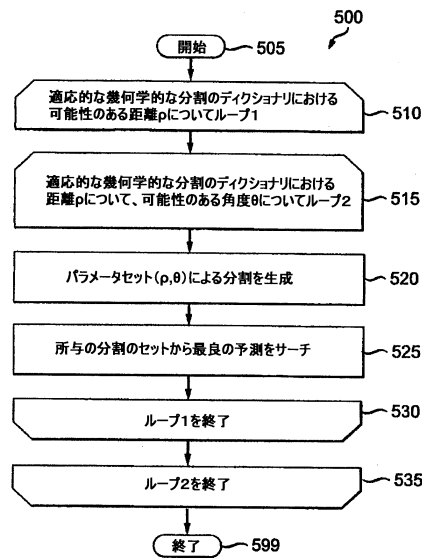 500
開始
505
適応的な幾何学的な分割のディクショナリにおける
可能性のある距離ρについてループ1
510
適応的な幾何学的な分割のディクショナリにおける
距離ρについて、可能性のある角度θについてループ2
515
パラメータセット(ρ,θ)による分割を生成
520
所与の分割のセットから最良の予測をサーチ
525
ループ1を終了
530
ループ2を終了
535
終了
599